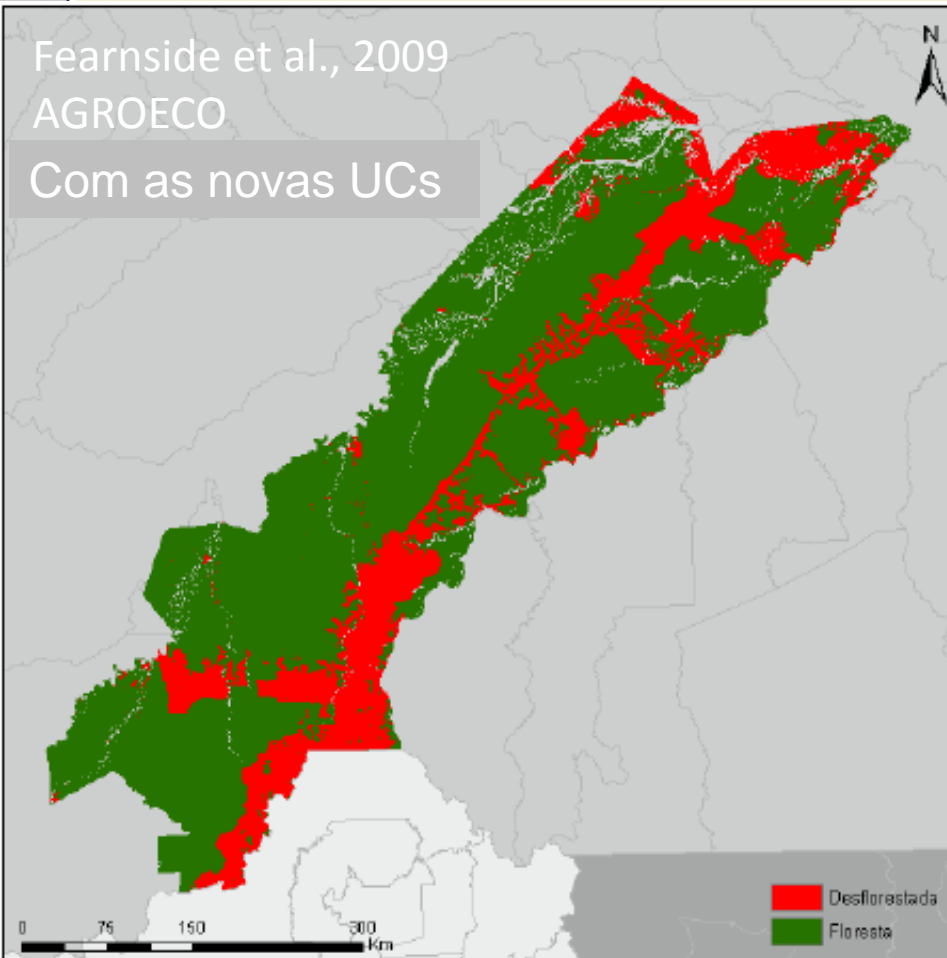 Fearnside et al., 2009
AGROECO
Com as novas UCs
N
0 75 150 300
Km
Desflorestada
Floresta